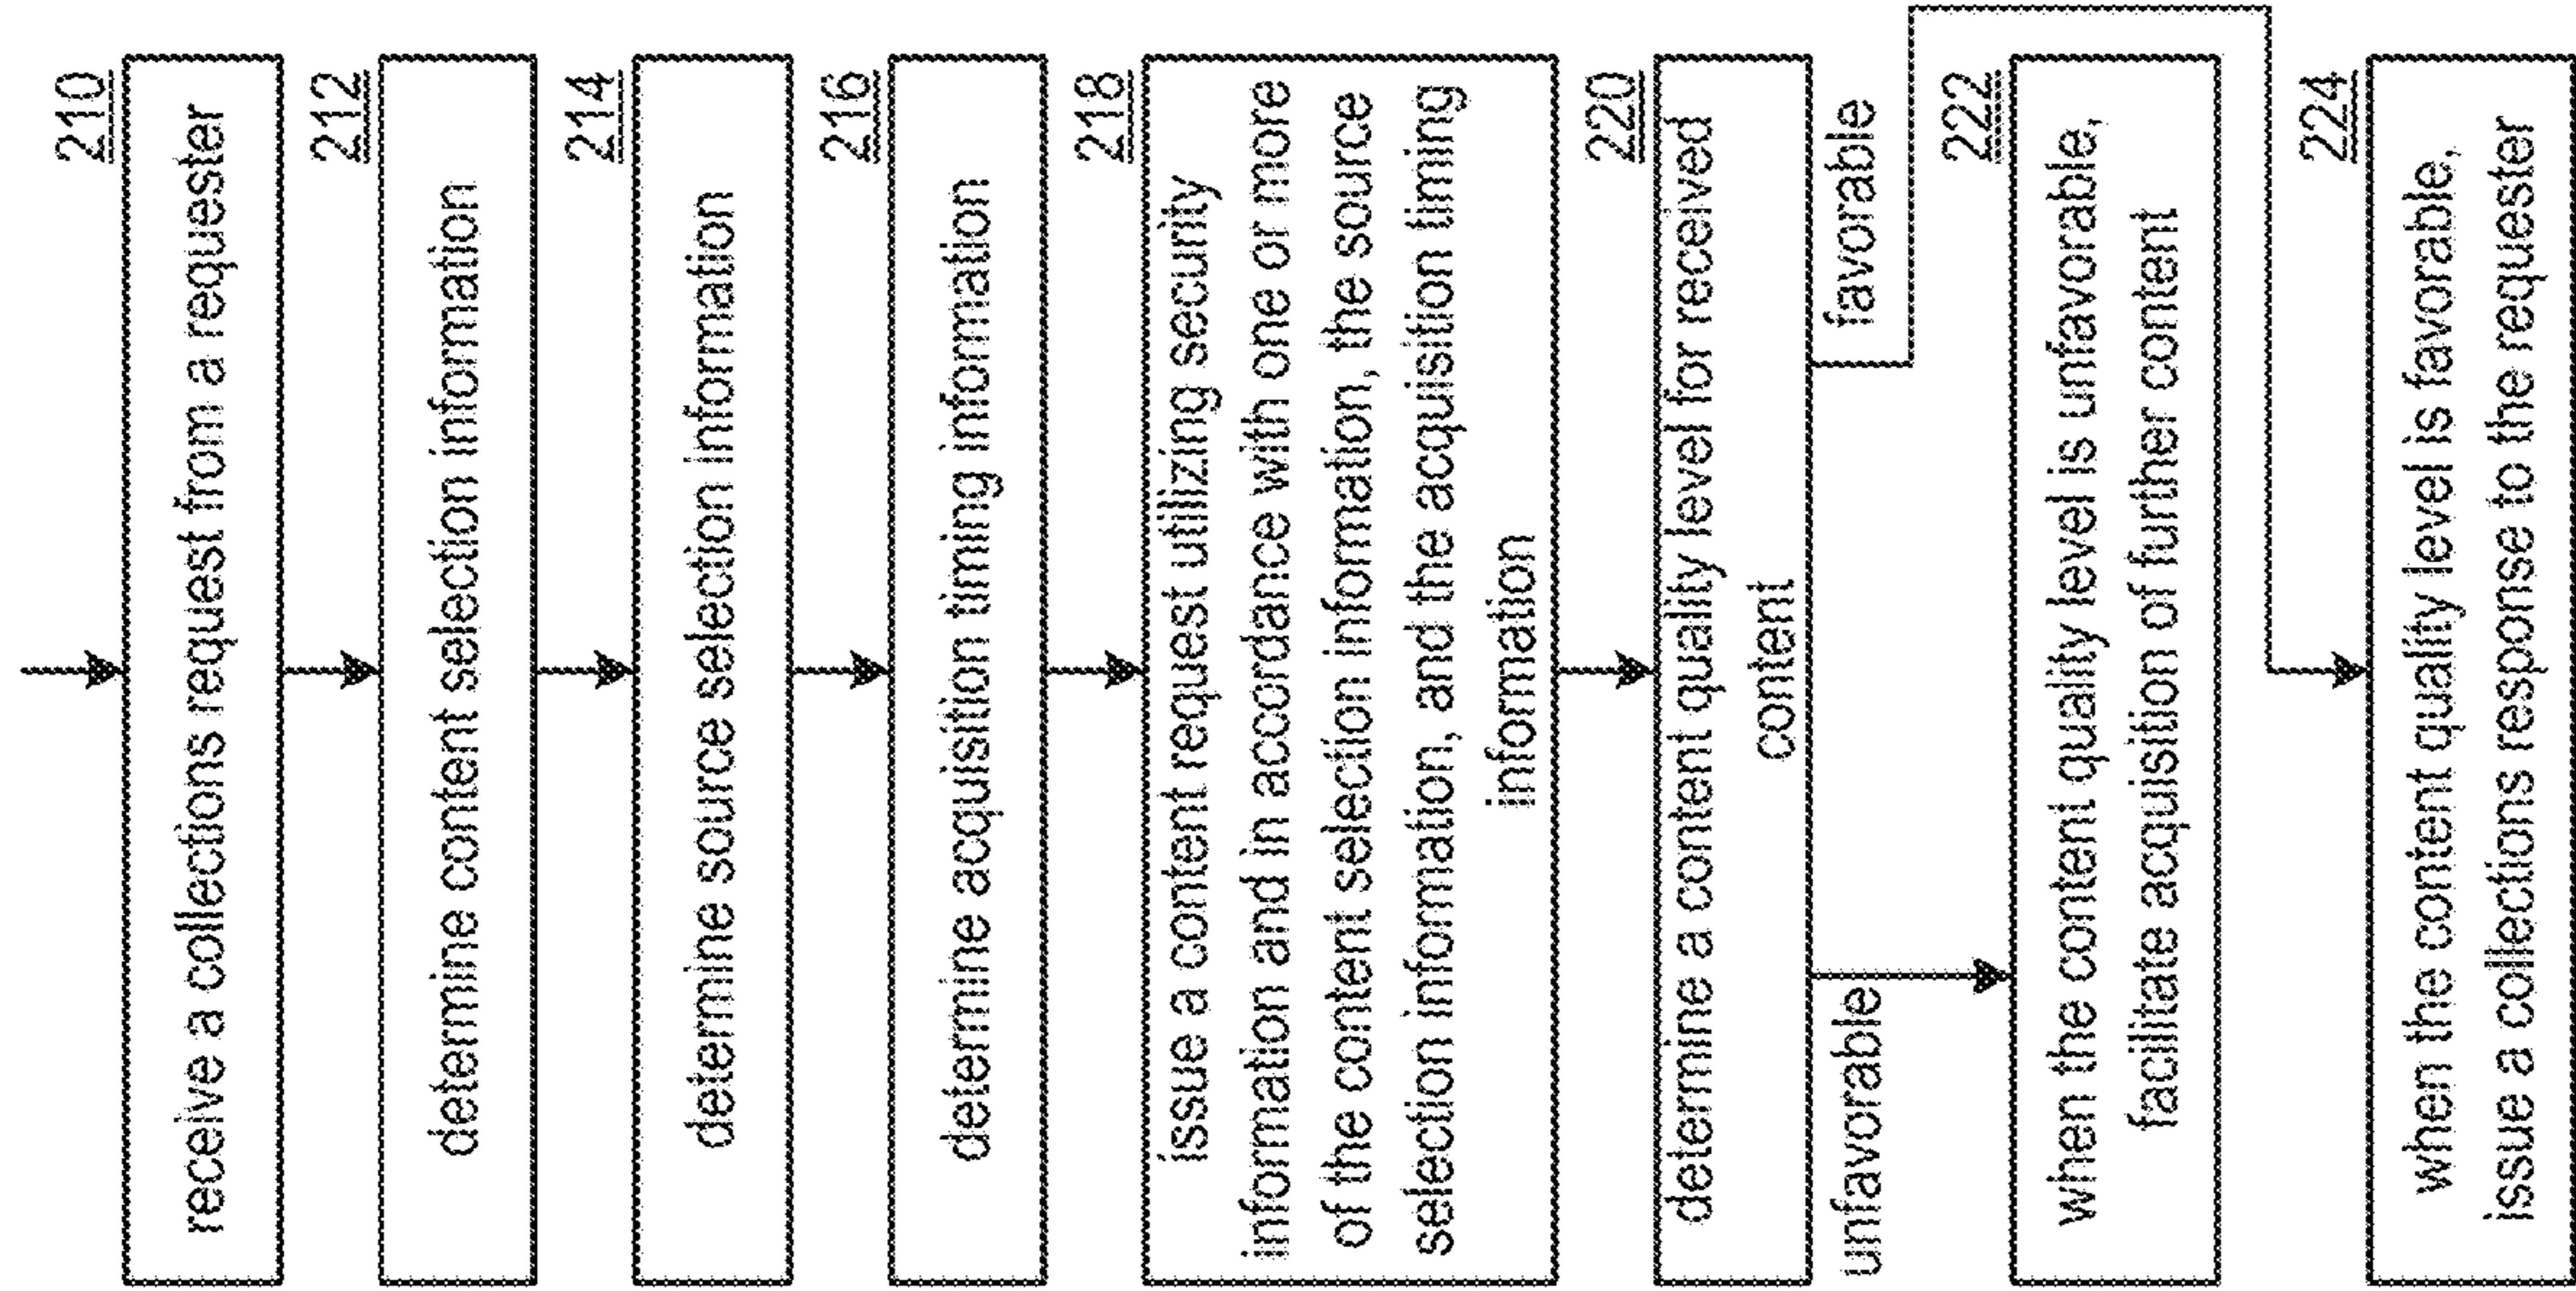 210
receive a collections request from a requester
212
determine content selection information
214
determine source selection information
216
determine acquisition timing information
218
issue a content request utilizing security
information and in accordance with one or more
of the content selection information, the source
selection information, and the acquisition timing
information
220
determine a content quality level for received
content
unfavorable
favorable
222
when the content quality level is unfavorable,
facilitate acquisition of further content
224
when the content quality level is favorable,
issue a collections response to the requester